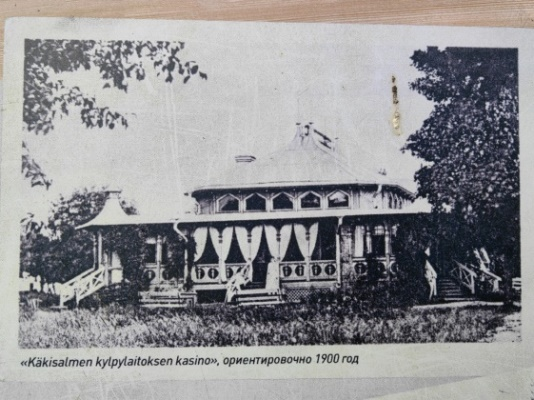 «Käkisalmen kylpylaitoksen kasino», ориентировочно 1900 год